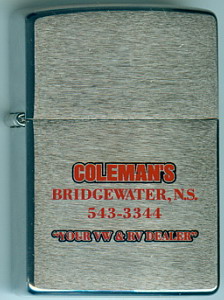 COLEMAN'S
BRIDGEWATER, N.S.
543-3344
"YOUR VW & RV DEALER"